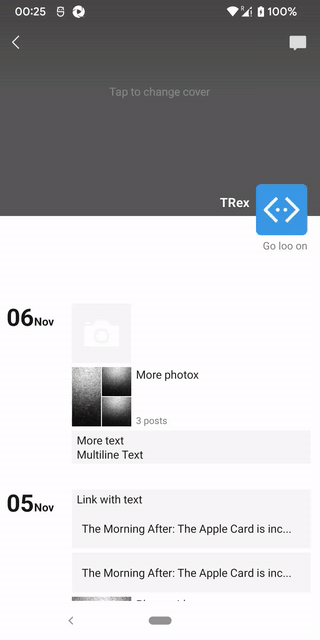 00:25
100%
Tap to change cover
TRex
Go loo on
06Nov
More photox
3 posts
More text
Multiline Text
05Nov
Link with text
The Morning After: The Apple Card is inc...
The Morning After: The Apple Card is inc...